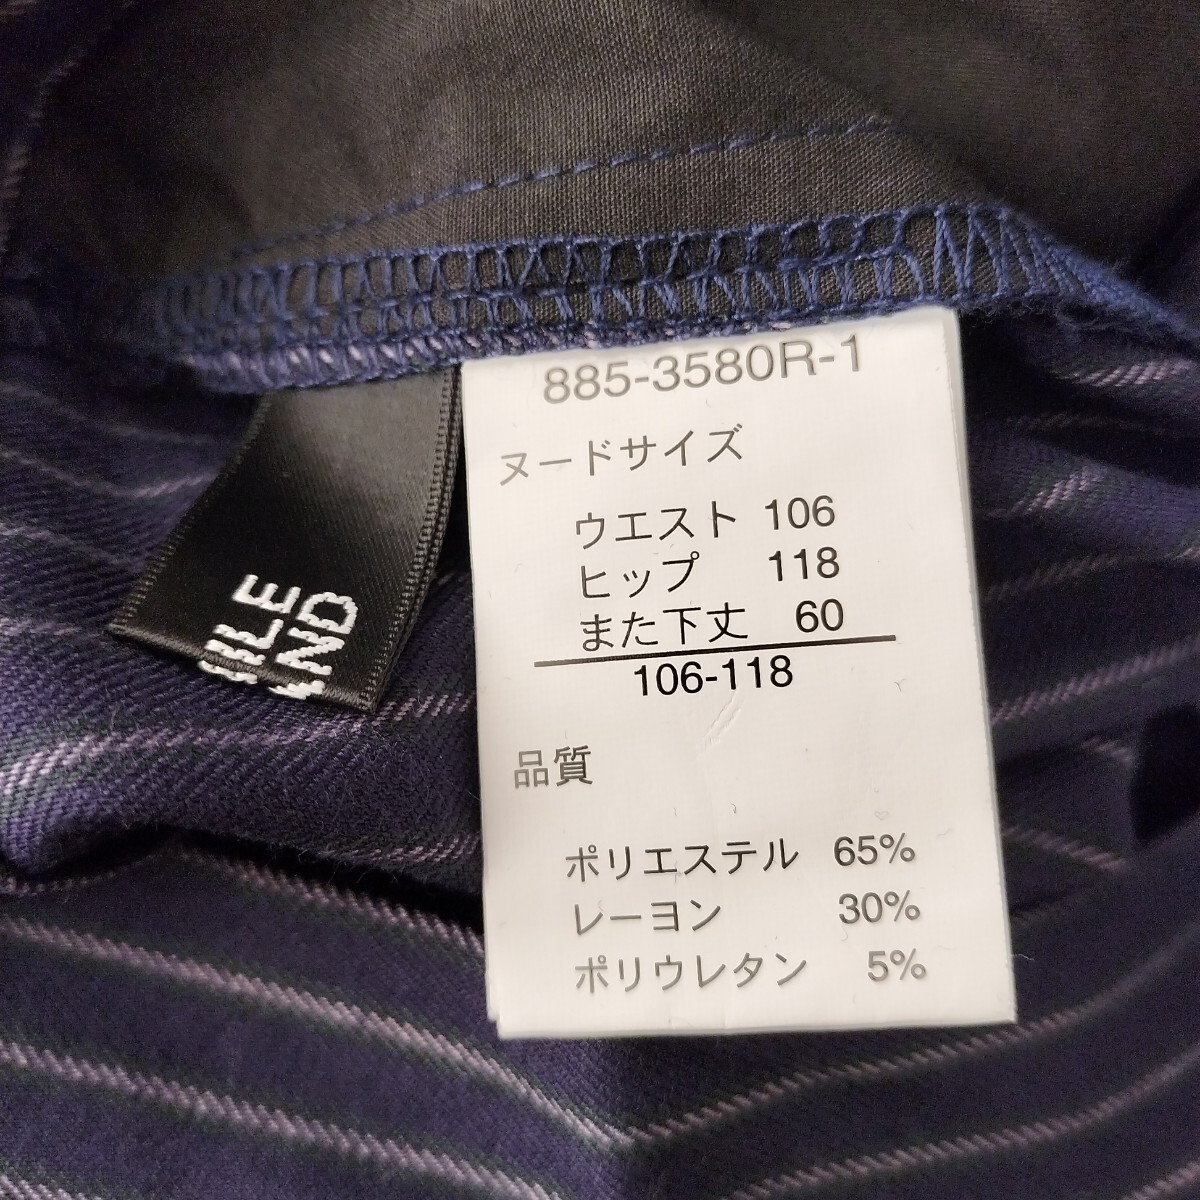 885-3580R-1
ヌードサイズ
ウエスト 106
ヒップ 118
また下丈 60
106-118
品質
ポリエステル 65%
レーヨン 30%
ポリウレタン 5%